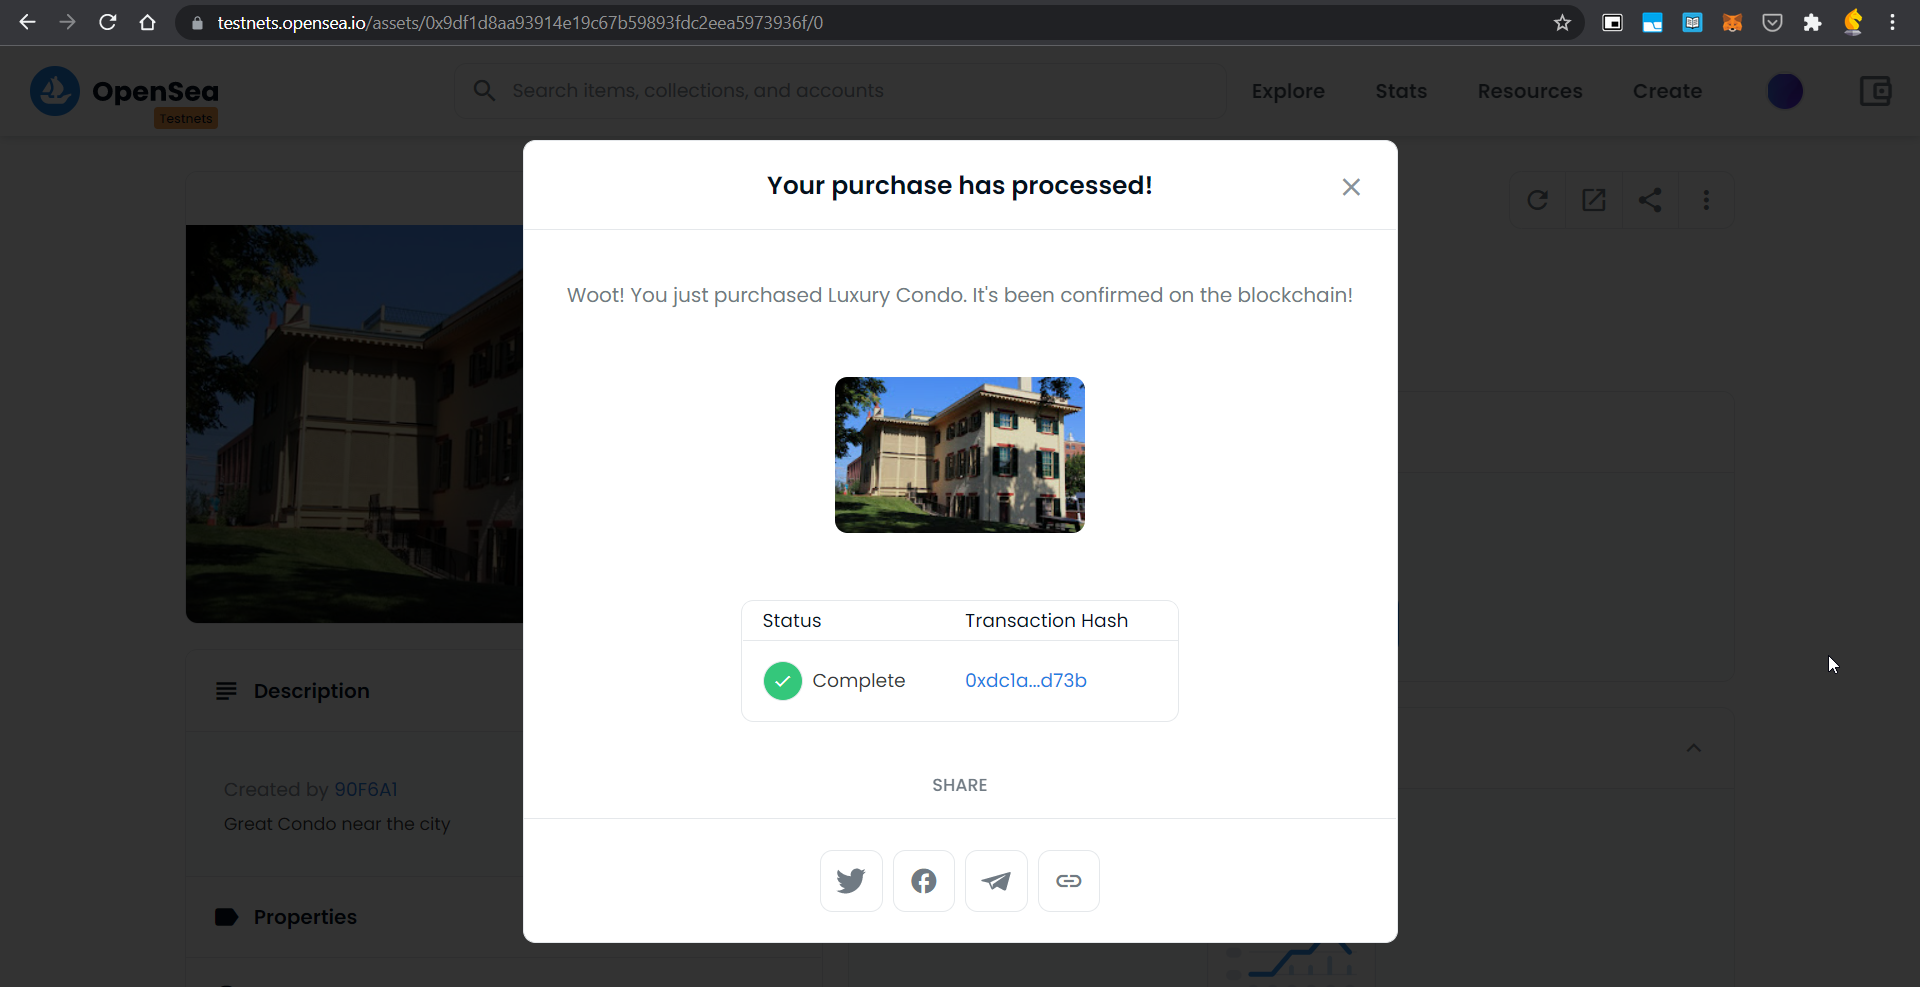 testnets.opensea.io/assets/0x9df1d8aa93914e19c67b59893fdc2eea5973936f/0
OpenSea
Testnets
Search items, collections, and accounts
Explore
Stats
Resources
Create
Your purchase has processed!
Woot! You just purchased Luxury Condo. It's been confirmed on the blockchain!
Status
Transaction Hash
Complete
0xdc1a...d73b
SHARE
Description
Created by 90F6A1
Great Condo near the city
Properties